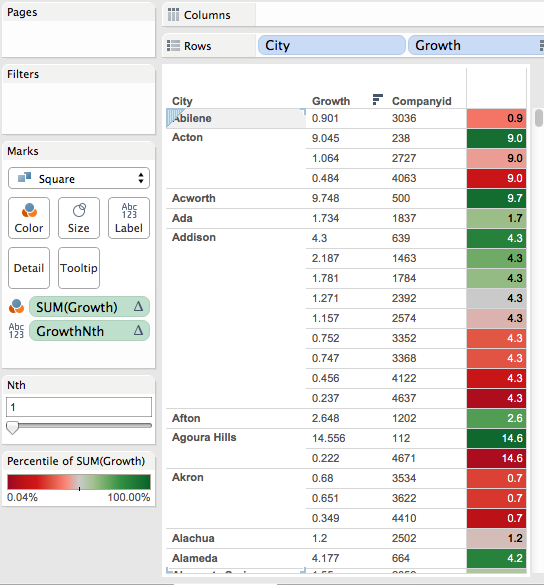 Pages
Columns
Rows City Growth
Filters
Marks
Square
Color Size Abc 123 Label
Detail Tooltip
SUM(Growth) Δ
Abc 123 GrowthNth Δ
Nth
1
Percentile of SUM(Growth)
0.04% 100.00%
City Growth Companyid
Abilene 0.901 3036 0.9
Acton 9.045 238 9.0
1.064 2727 9.0
0.484 4063 9.0
Acworth 9.748 500 9.7
Ada 1.734 1837 1.7
Addison 4.3 639 4.3
2.187 1463 4.3
1.781 1784 4.3
1.271 2392 4.3
1.157 2574 4.3
0.752 3352 4.3
0.747 3368 4.3
0.456 4122 4.3
0.237 4637 4.3
Afton 2.648 1202 2.6
Agoura Hills 14.556 112 14.6
0.222 4671 14.6
Akron 0.68 3534 0.7
0.651 3622 0.7
0.349 4410 0.7
Alachua 1.2 2502 1.2
Alameda 4.177 664 4.2